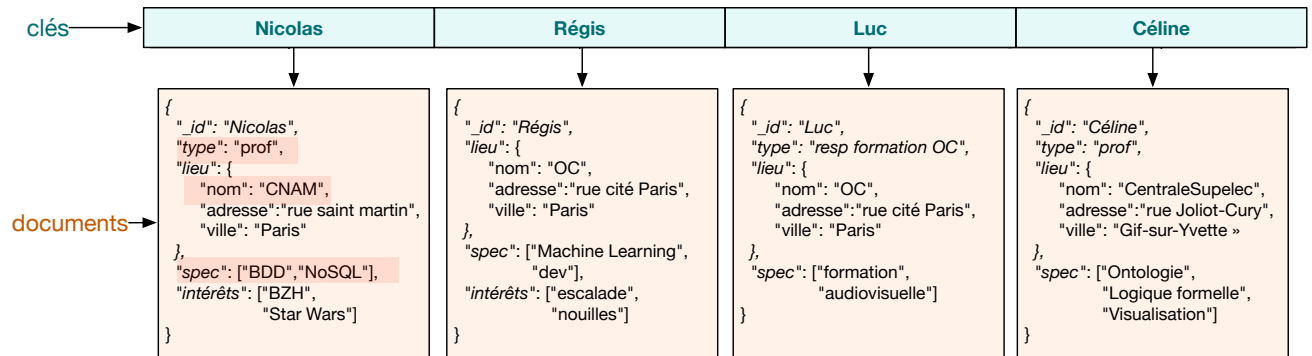 clés
Nicolas
Régis
Luc
Céline
documents
{
"_id": "Nicolas",
"type": "prof",
"lieu": {
"nom": "CNAM",
"adresse":"rue saint martin",
"ville": "Paris"
},
"spec": ["BDD","NoSQL"],
"intérêts": ["BZH",
"Star Wars"]
}
{
"_id": "Régis",
"lieu": {
"nom": "OC",
"adresse":"rue cité Paris",
"ville": "Paris"
},
"spec": ["Machine Learning",
"dev"],
"intérêts": ["escalade",
"nouilles"]
}
{
"_id": "Luc",
"type": "resp formation OC",
"lieu": {
"nom": "OC",
"adresse":"rue cité Paris",
"ville": "Paris"
},
"spec": ["formation",
"audiovisuelle"]
}
{
"_id": "Céline",
"type": "prof",
"lieu": {
"nom": "CentraleSupelec",
"adresse":"rue Joliot-Cury",
"ville": "Gif-sur-Yvette »
},
"spec": ["Ontologie",
"Logique formelle",
"Visualisation"]
}